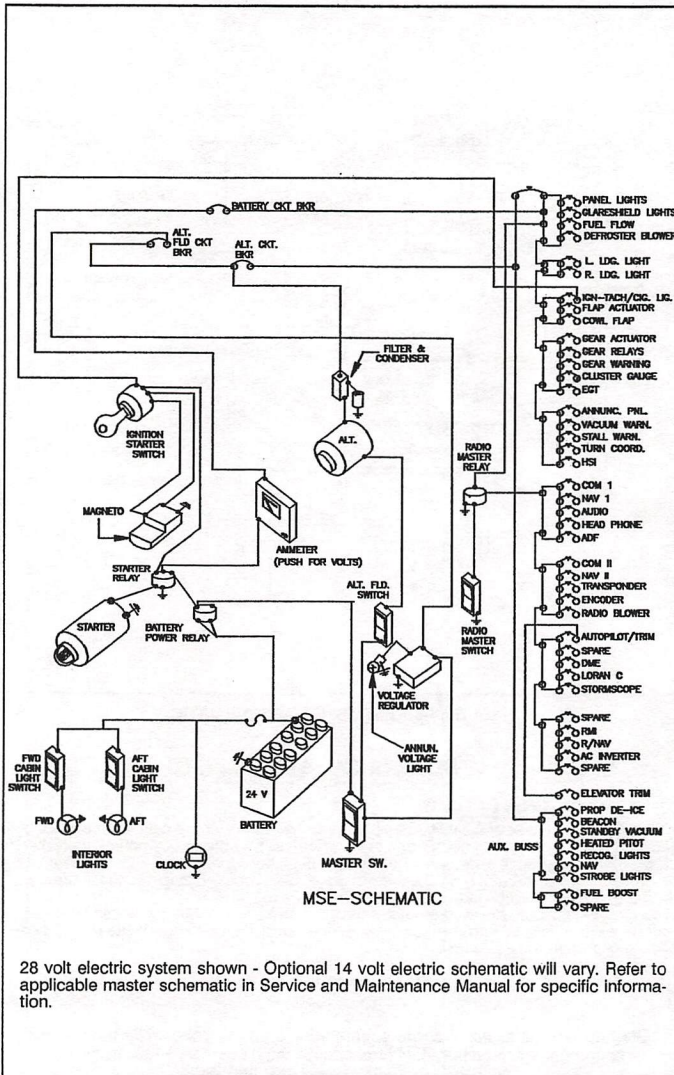 BATTERY CKT BKR
ALT.
FLD CKT
BKR
ALT. CKT.
BKR
FILTER &
CONDENSER
ALT.
IGNITION
STARTER
SWITCH
MAGNETO
AMMETER
(PUSH FOR VOLTS)
RADIO
MASTER
RELAY
STARTER
RELAY
STARTER
BATTERY
POWER RELAY
ALT. FLD.
SWITCH
RADIO
MASTER
SWITCH
VOLTAGE
REGULATOR
ANNUN.
VOLTAGE
LIGHT
FWD
CABIN
LIGHT
SWITCH
AFT
CABIN
LIGHT
SWITCH
FWD
AFT
INTERIOR
LIGHTS
CLOCK
24 V
BATTERY
MASTER SW.
PANEL LIGHTS
GLARESHIELD LIGHTS
FUEL FLOW
DEFROSTER BLOWER
L. LDG. LIGHT
R. LDG. LIGHT
IGN-TACH/CIG. LIG.
FLAP ACTUATOR
COWL FLAP
GEAR ACTUATOR
GEAR RELAYS
GEAR WARNING
CLUSTER GAUGE
EGT
ANNUNC. PNL.
VACUUM WARN.
STALL WARN.
TURN COORD.
HSI
COM 1
NAV 1
AUDIO
HEAD PHONE
ADF
COM II
NAV II
TRANSPONDER
ENCODER
RADIO BLOWER
AUTOPILOT/TRIM
SPARE
DME
LORAN C
STORMSCOPE
SPARE
RMI
R/NAV
AC INVERTER
SPARE
ELEVATOR TRIM
AUX. BUSS
PROP DE-ICE
BEACON
STANDBY VACUUM
HEATED PITOT
RECOG. LIGHTS
NAV
STROBE LIGHTS
FUEL BOOST
SPARE
MSE-SCHEMATIC
28 volt electric system shown - Optional 14 volt electric schematic will vary. Refer to
applicable master schematic in Service and Maintenance Manual for specific informa-
tion.